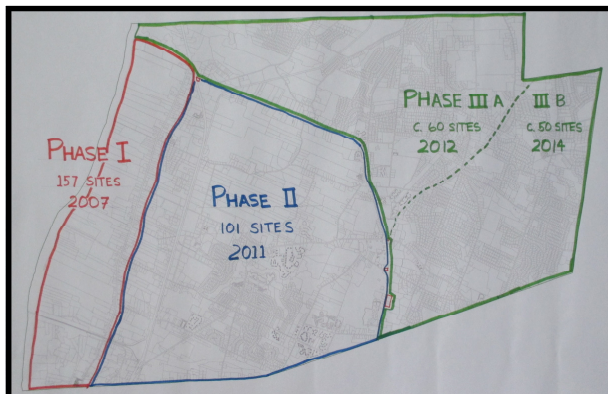 PHASE I
157 SITES
2007
PHASE II
101 SITES
2011
PHASE III A
C. 60 SITES
2012
III B
C. 50 SITES
2014